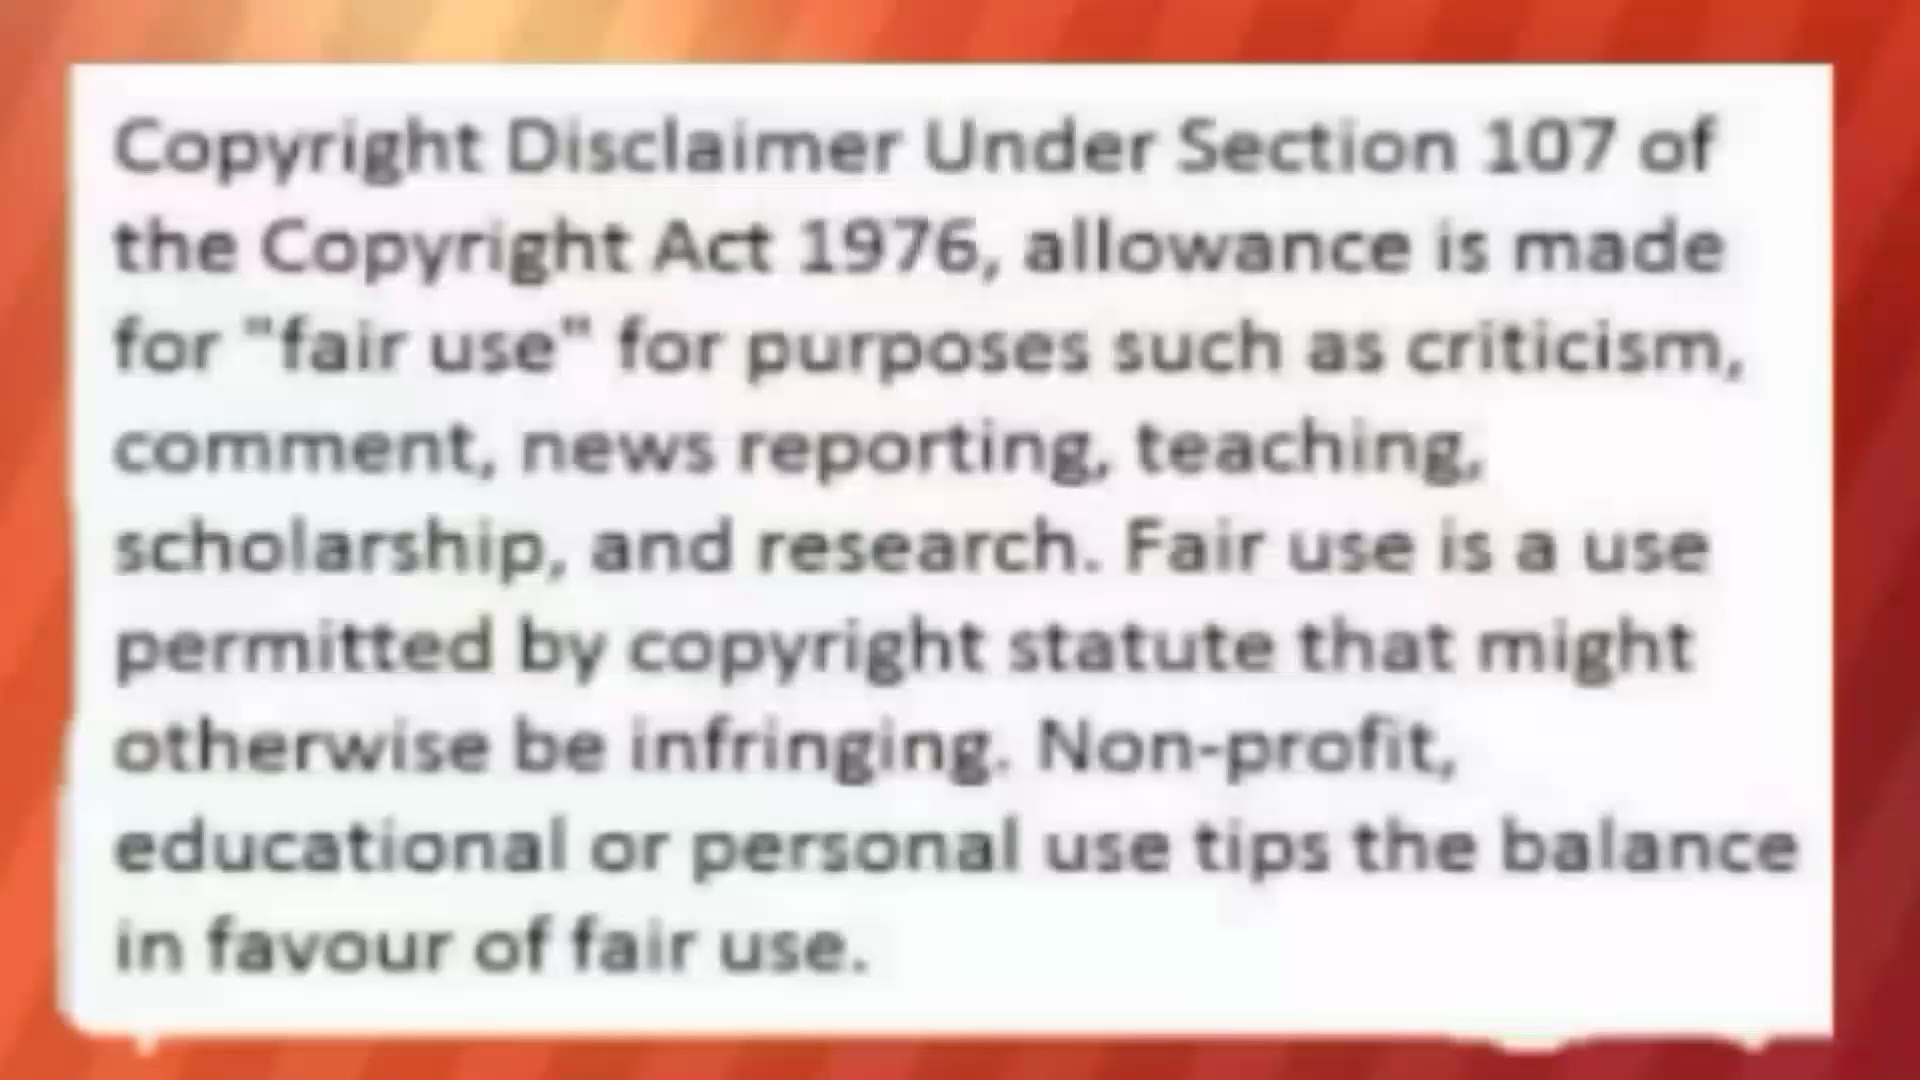 Copyright Disclaimer Under Section 107 of
the Copyright Act 1976, allowance is made
for "fair use" for purposes such as criticism,
comment, news reporting, teaching,
scholarship, and research. Fair use is a use
permitted by copyright statute that might
otherwise be infringing. Non-profit,
educational or personal use tips the balance
in favour of fair use.